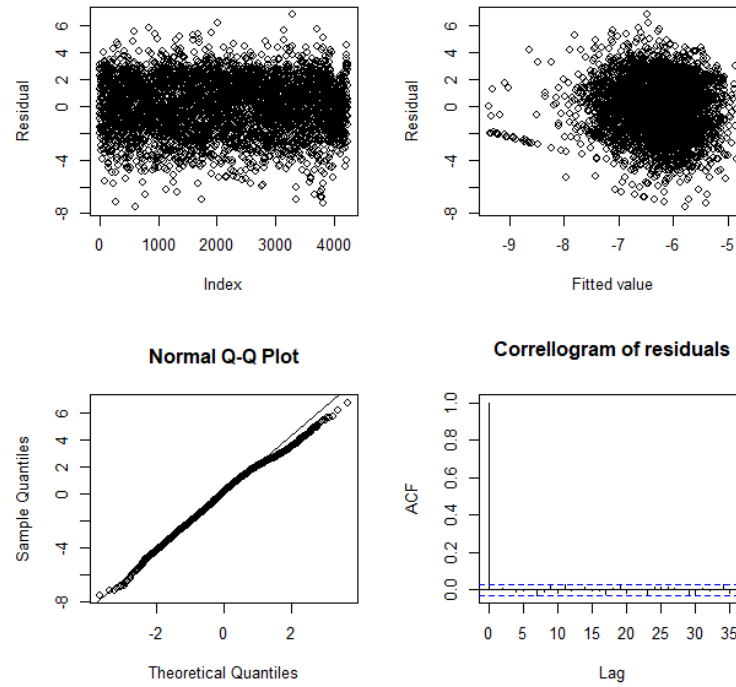 Residual
6
4
2
0
-4
-8
0 1000 2000 3000 4000
Index
Residual
6
4
2
0
-4
-8
-9 -8 -7 -6 -5
Fitted value
Normal Q-Q Plot
Sample Quantiles
6
4
2
0
-4
-8
-2 0 2
Theoretical Quantiles
Correllogram of residuals
ACF
1.0
0.8
0.6
0.4
0.2
0.0
0 5 10 15 20 25 30 35
Lag